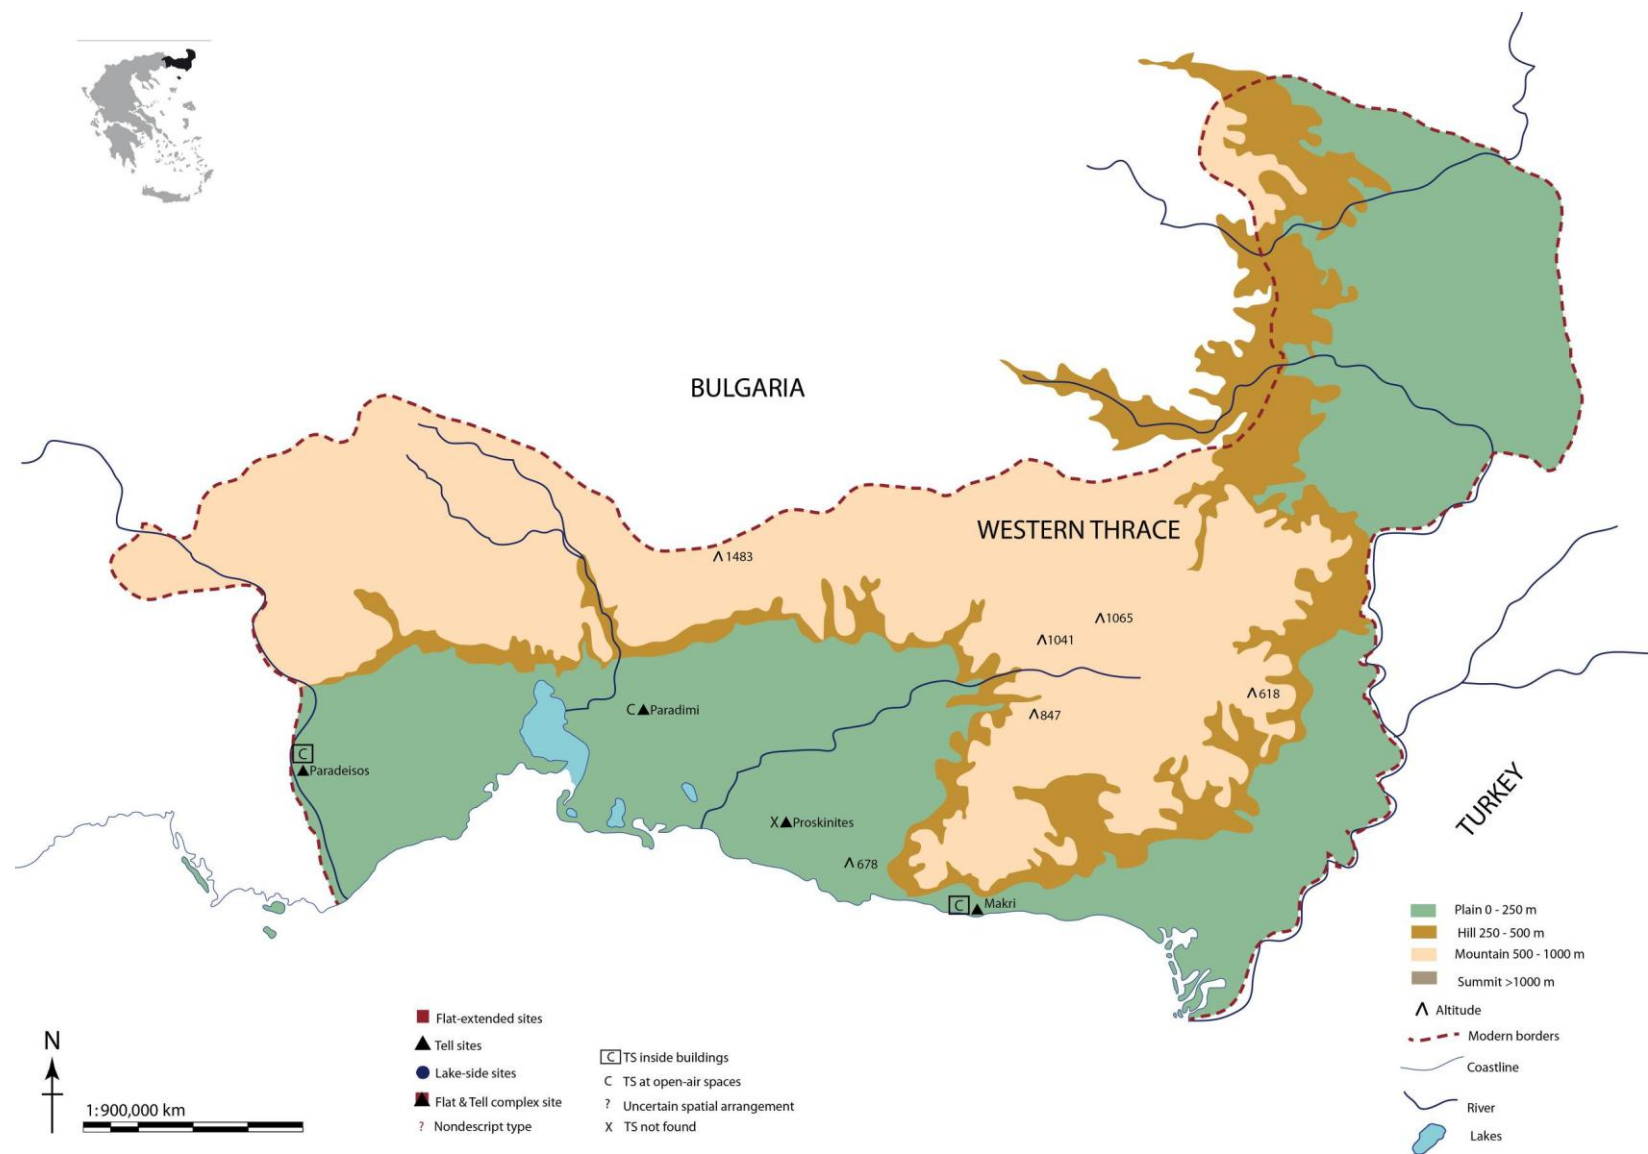 BULGARIA
WESTERN THRACE
1483
1065
1041
618
847
C Paradimi
C
Paradeisos
X Proskinites
678
C Makri
TURKEY
Plain 0 - 250 m
Hill 250 - 500 m
Mountain 500 - 1000 m
Summit >1000 m
Altitude
Modern borders
Coastline
River
Lakes
Flat-extended sites
Tell sites
Lake-side sites
Flat & Tell complex site
? Nondescript type
C TS inside buildings
C TS at open-air spaces
? Uncertain spatial arrangement
X TS not found
N
1:900,000 km